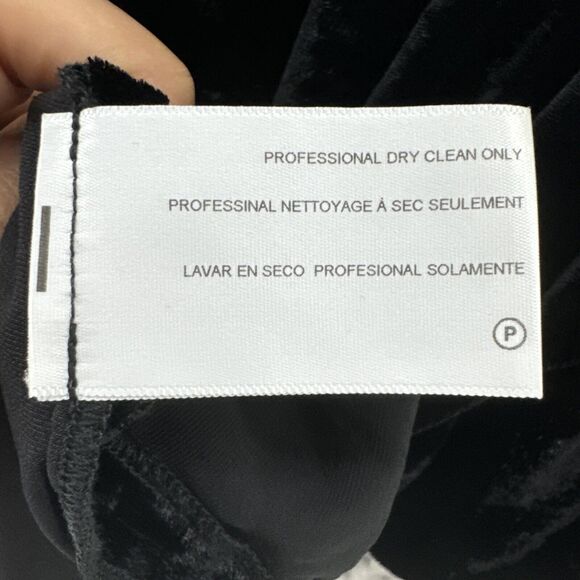 PROFESSIONAL DRY CLEAN ONLY
PROFESSINAL NETTOYAGE À SEC SEULEMENT
LAVAR EN SECO PROFESIONAL SOLAMENTE
P